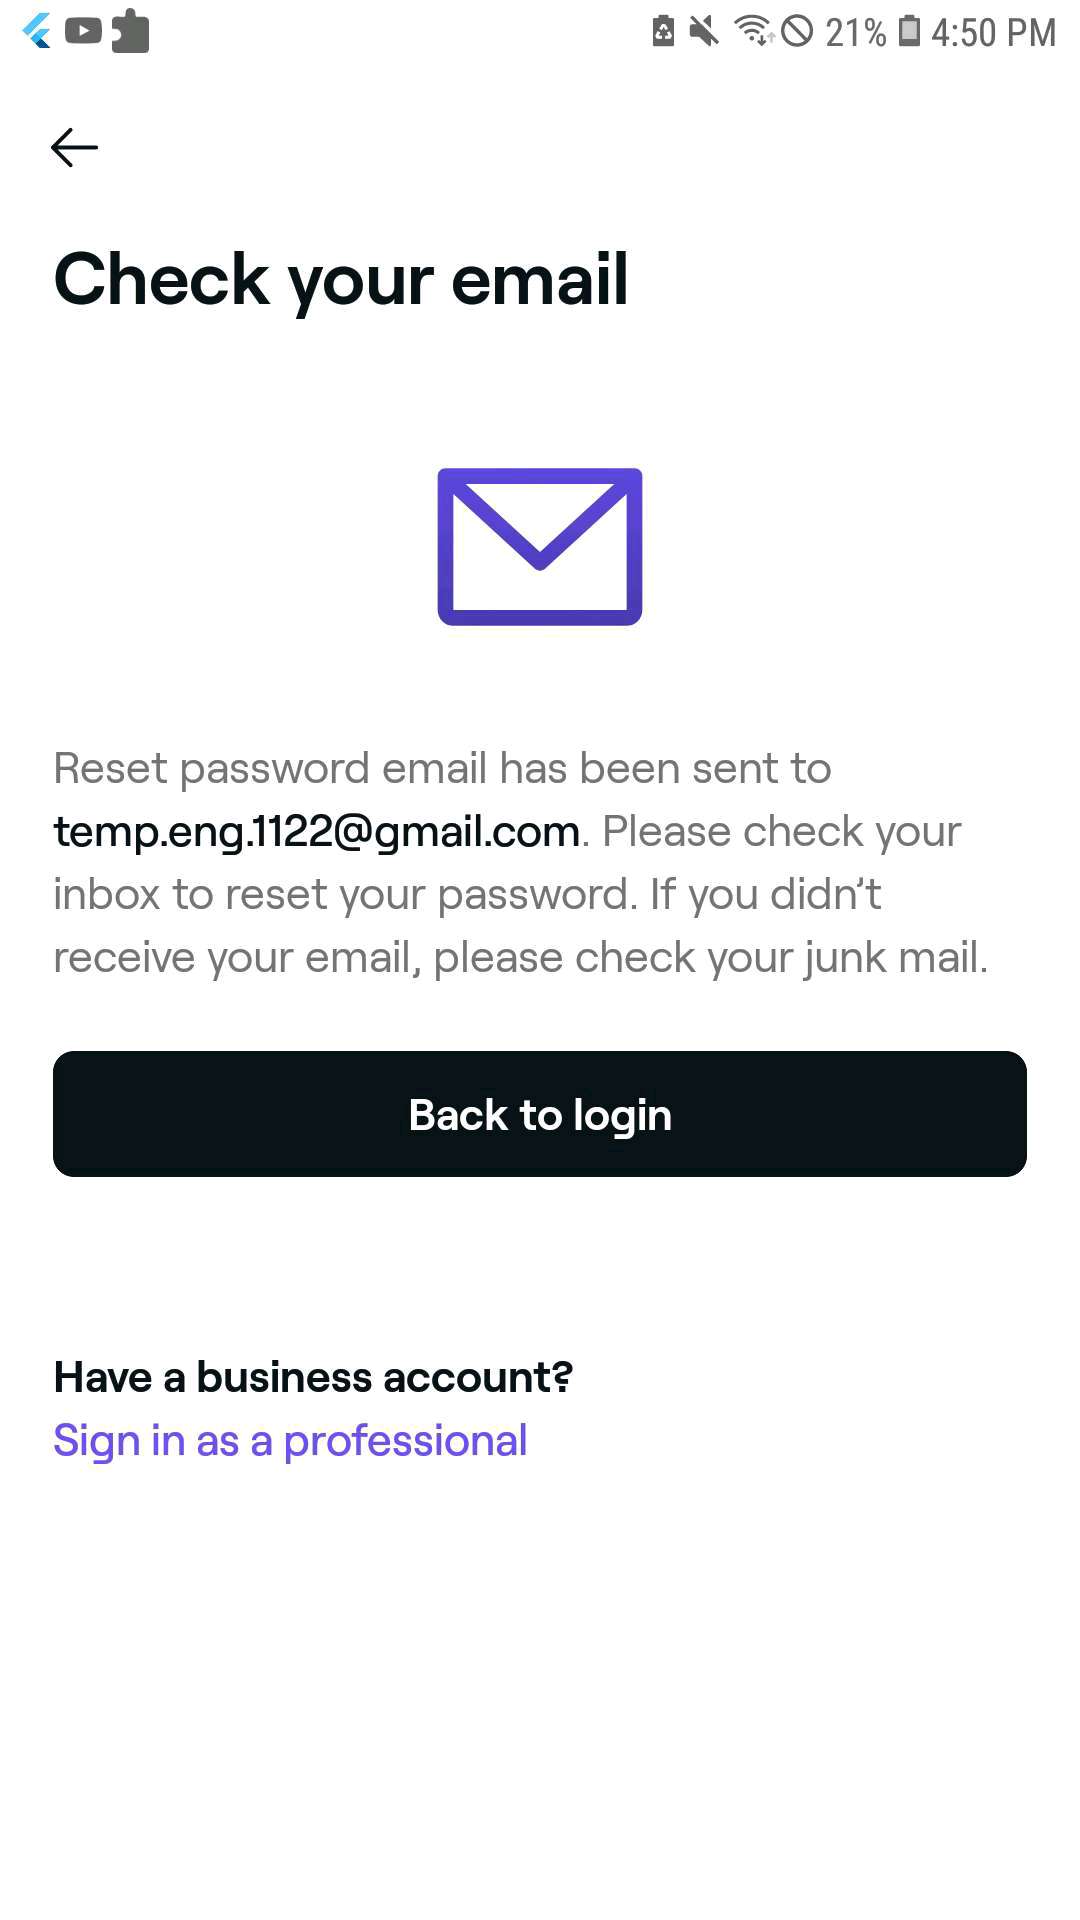 21% 4:50 PM
Check your email
Reset password email has been sent to
temp.eng.1122@gmail.com. Please check your
inbox to reset your password. If you didn’t
receive your email, please check your junk mail.
Back to login
Have a business account?
Sign in as a professional